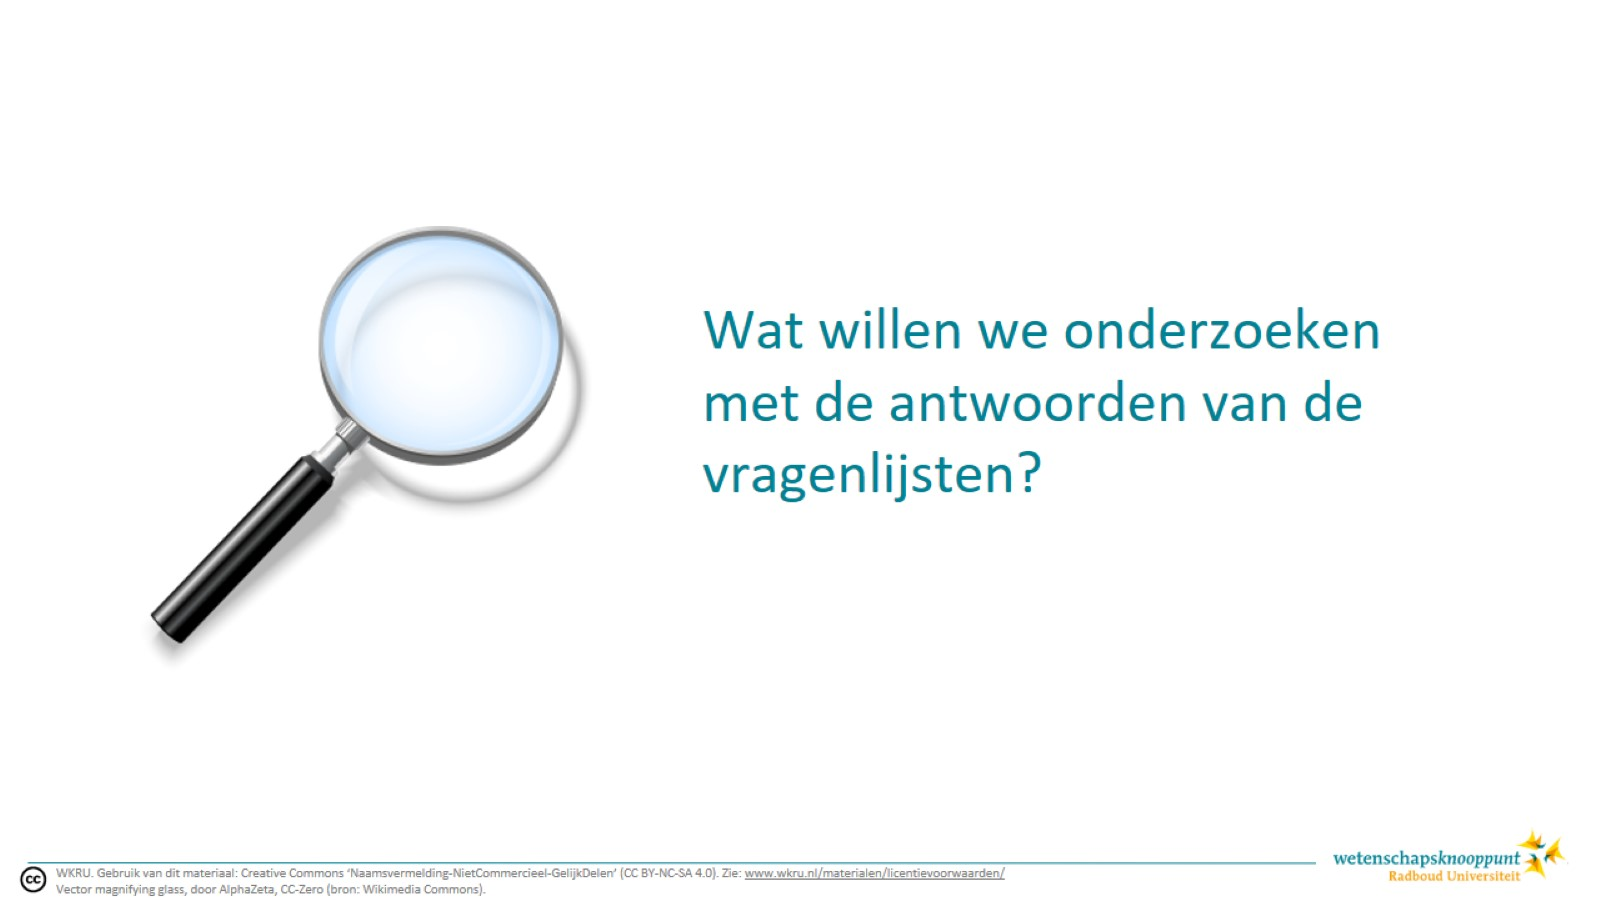 Wat willen we onderzoeken
met de antwoorden van de
vragenlijsten?
wetenschapsknooppunt
Radboud Universiteit
cc
WKRU. Gebruik van dit materiaal: Creative Commons ‘Naamsvermelding-NietCommercieel-GelijkDelen’ (CC BY-NC-SA 4.0). Zie: www.wkru.nl/materialen/licentievoorwaarden/
Vector magnifying glass, door AlphaZeta, CC-Zero (bron: Wikimedia Commons).